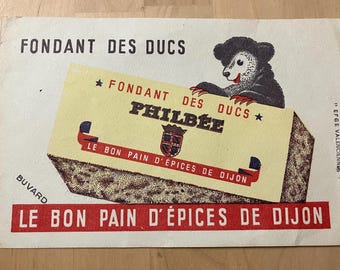 FONDANT DES DUCS
FONDANT DES DUCS
PHILBÉE
LE BON PAIN D'ÉPICES DE DIJON
BUVARD
LE BON PAIN D'ÉPICES DE DIJON